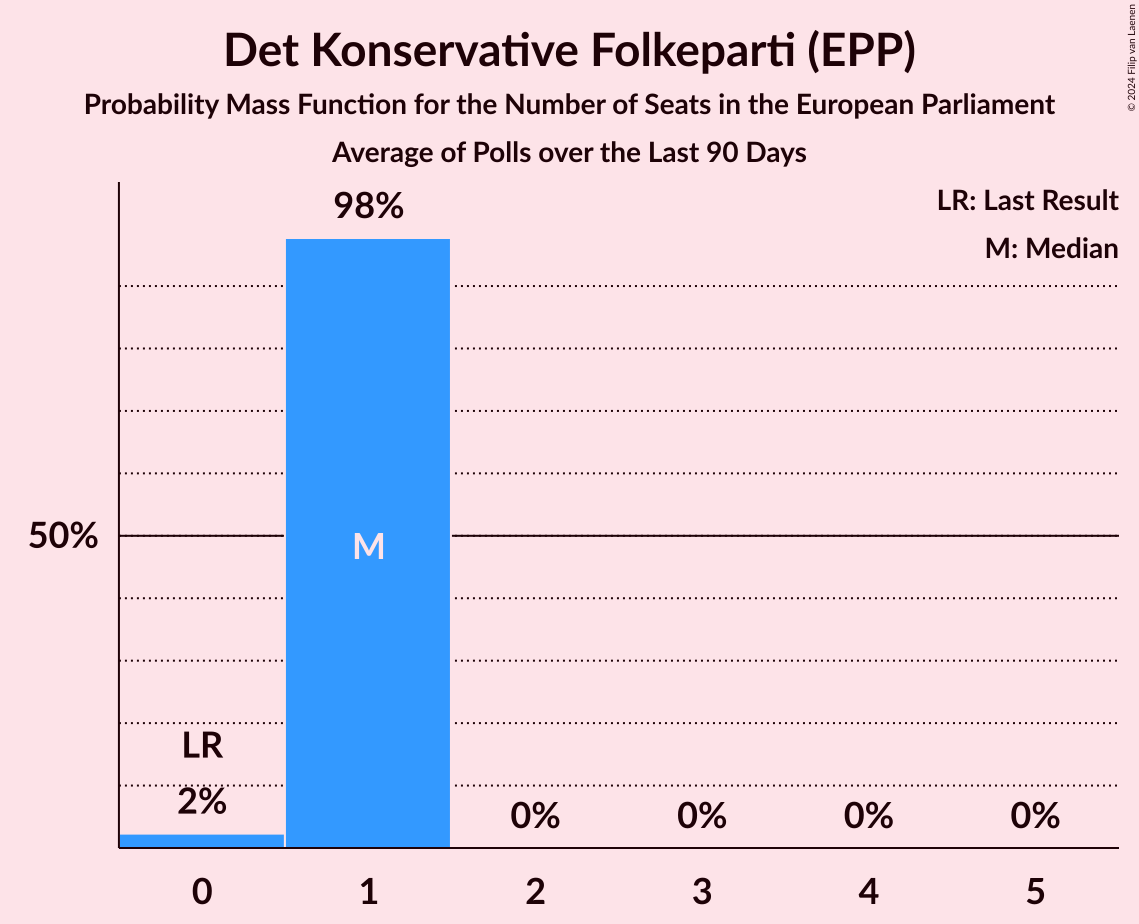 Det Konservative Folkeparti (EPP)
Probability Mass Function for the Number of Seats in the European Parliament
Average of Polls over the Last 90 Days
© 2024 Filip van Laenen
LR: Last Result
M: Median
98%
50%
M
LR
2%
0%
0%
0%
0%
0
1
2
3
4
5